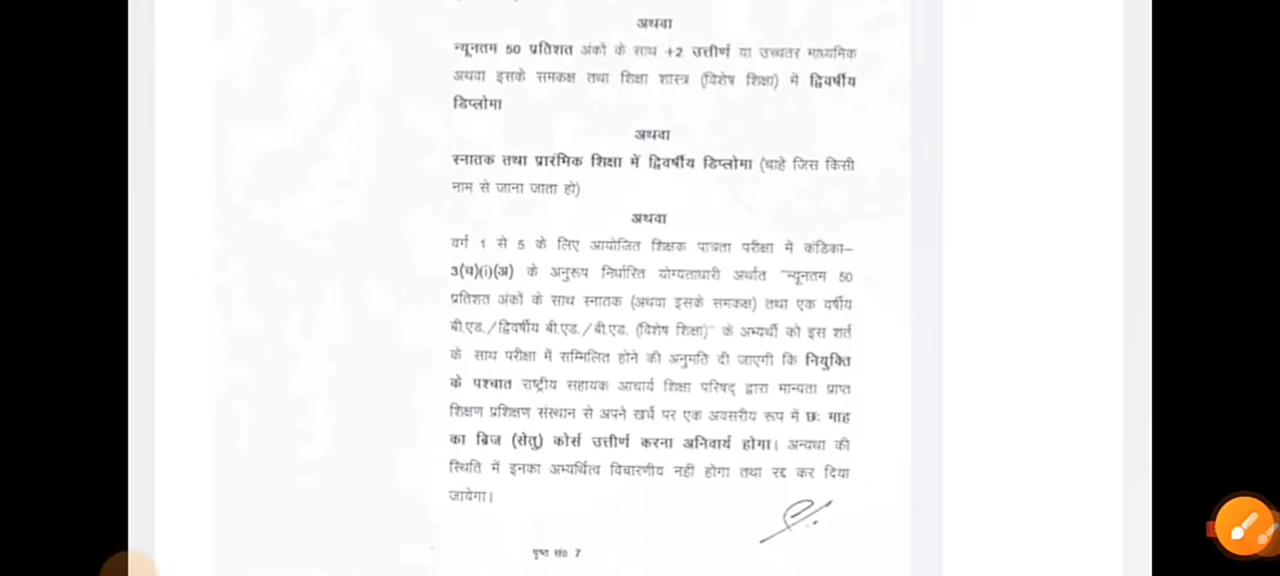 अथवा
न्यूनतम 50 प्रतिशत अंकों के साथ +2 उत्तीर्ण या उच्चतर माध्यमिक
अथवा इसके समकक्ष तथा शिक्षा शास्त्र (विशेष शिक्षा) में द्विवर्षीय
डिप्लोमा
अथवा
स्नातक तथा प्रारंभिक शिक्षा में द्विवर्षीय डिप्लोमा (चाहे जिस किसी
नाम से जाना जाता हो)
अथवा
वर्ग 1 से 5 के लिए आयोजित शिक्षक पात्रता परीक्षा में कंडिका–
3(च)(i)(अ) के अनुरूप निर्धारित योग्यताधारी अर्थात "न्यूनतम 50
प्रतिशत अंकों के साथ स्नातक (अथवा इसके समकक्ष) तथा एक वर्षीय
बी.एड./द्विवर्षीय बी.एड./बी.एड. (विशेष शिक्षा)" के अभ्यर्थी को इस शर्त
के साथ परीक्षा में सम्मिलित होने की अनुमति दी जाएगी कि नियुक्ति
के पश्चात राष्ट्रीय सहायक आचार्य शिक्षा परिषद् द्वारा मान्यता प्राप्त
शिक्षण प्रशिक्षण संस्थान से अपने खर्चे पर एक अवसरीय रूप में छः माह
का ब्रिज (सेतु) कोर्स उत्तीर्ण करना अनिवार्य होगा। अन्यथा की
स्थिति में इनका अभ्यर्थित्व विचारणीय नहीं होगा तथा रद्द कर दिया
जायेगा।
पृष्ठ सं० 7